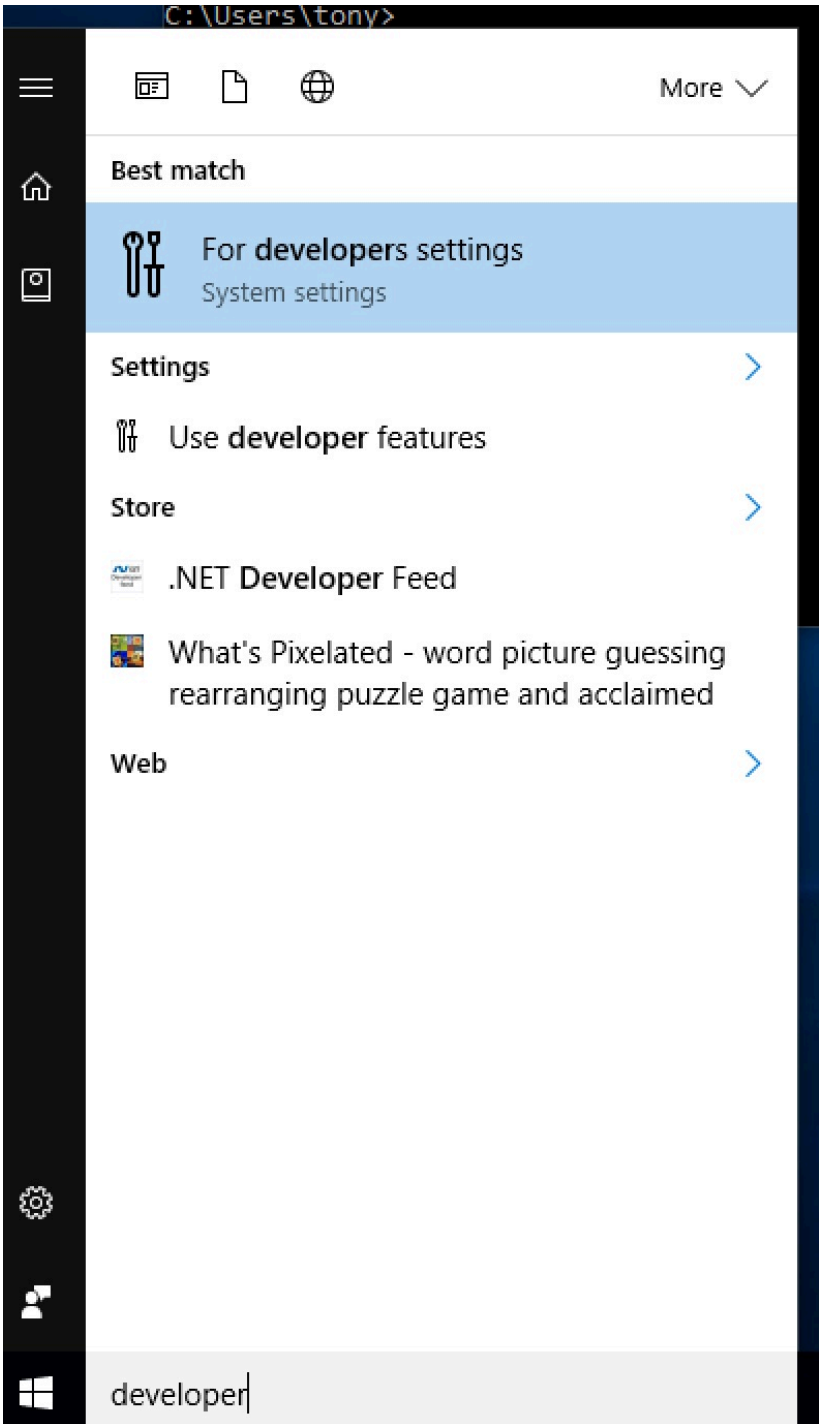 C:\Users\tony>
More
Best match
For developers settings
System settings
Settings
Use developer features
Store
.NET Developer Feed
What's Pixelated - word picture guessing
rearranging puzzle game and acclaimed
Web
developer